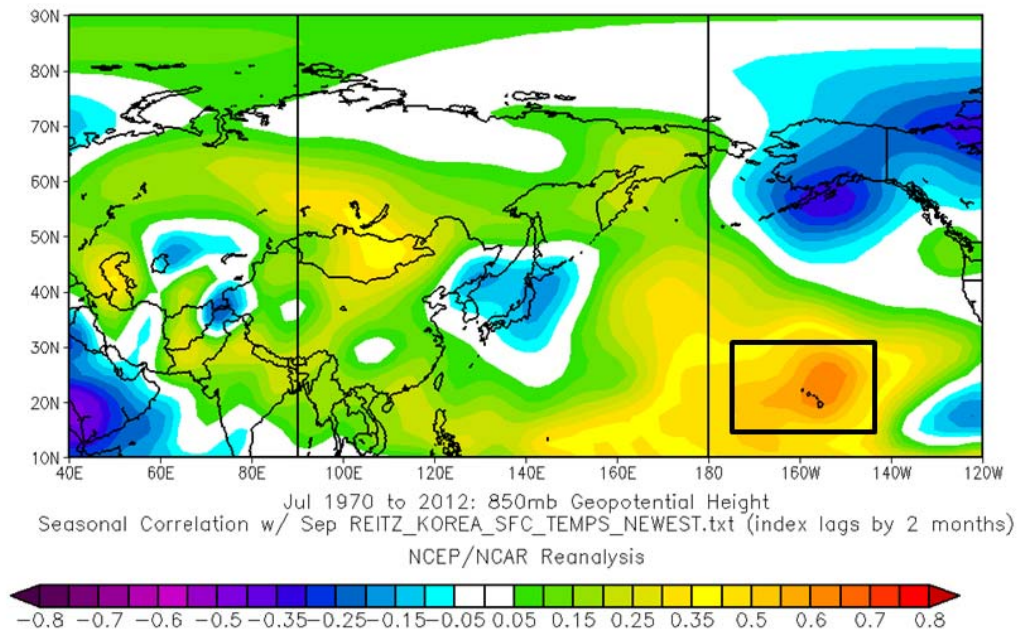 90N
80N
70N
60N
50N
40N
30N
20N
10N
40E 60E 80E 100E 120E 140E 160E 180 160W 140W 120W
Jul 1970 to 2012: 850mb Geopotential Height
Seasonal Correlation w/ Sep REITZ_KOREA_SFC_TEMPS_NEWEST.txt (index lags by 2 months)
NCEP/NCAR Reanalysis
-0.8 -0.7 -0.6 -0.5 -0.35 -0.25 -0.15 -0.05 0.05 0.15 0.25 0.35 0.5 0.6 0.7 0.8